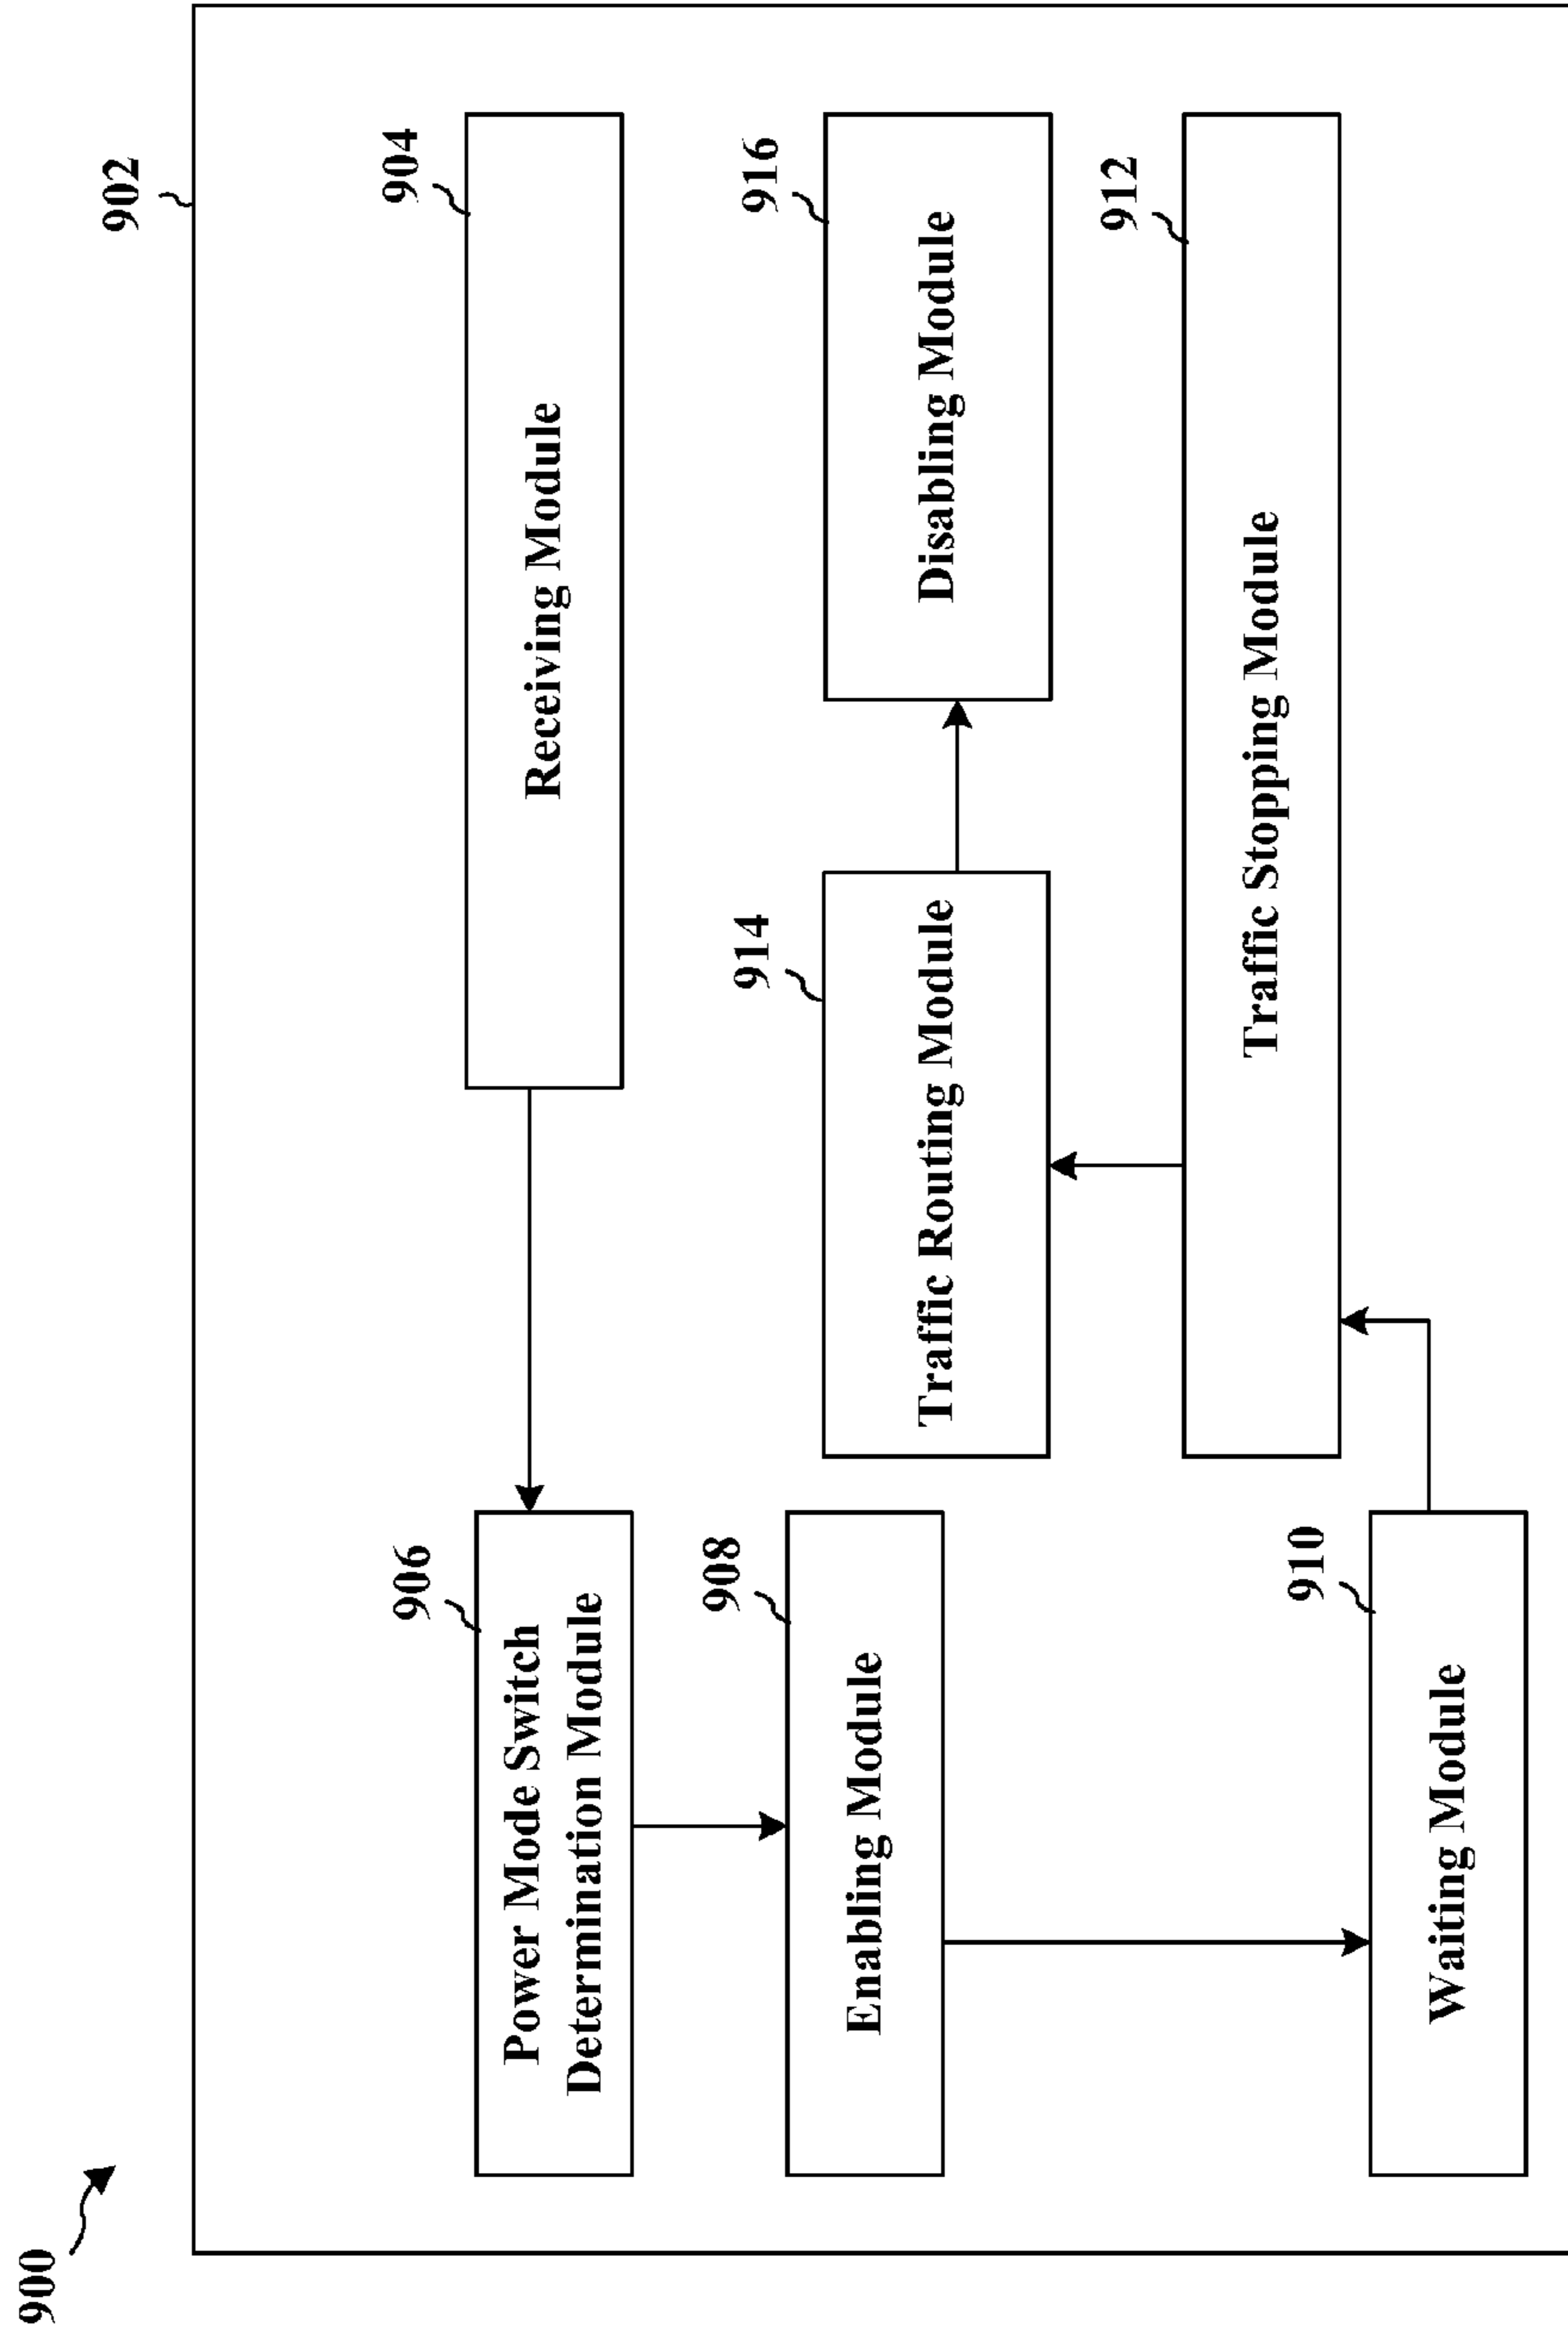 900
902
Receiving Module
904
Power Mode Switch
Determination Module
906
Enabling Module
908
Traffic Routing Module
914
Disabling Module
916
Traffic Stopping Module
912
Waiting Module
910